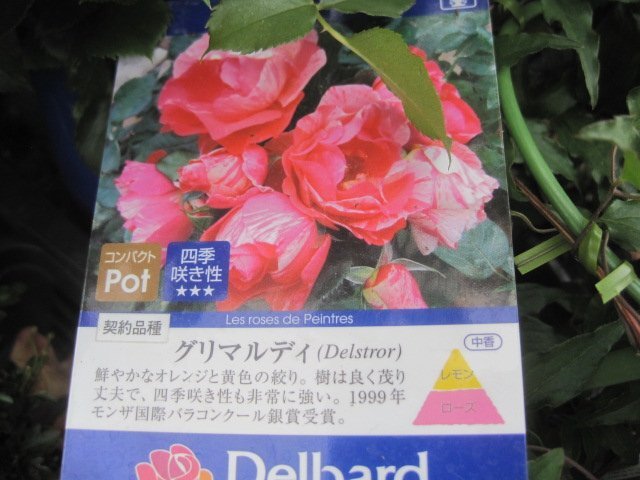 コンパクト
Pot
四季
咲き性
★★★
Les roses de Peintres
契約品種
グリマルディ (Delstror)
中香
鮮やかなオレンジと黄色の絞り。樹は良く茂り
丈夫で、四季咲き性も非常に強い。1999年
モンザ国際バラコンクール銀賞受賞。
レモン
ローズ
Delbard